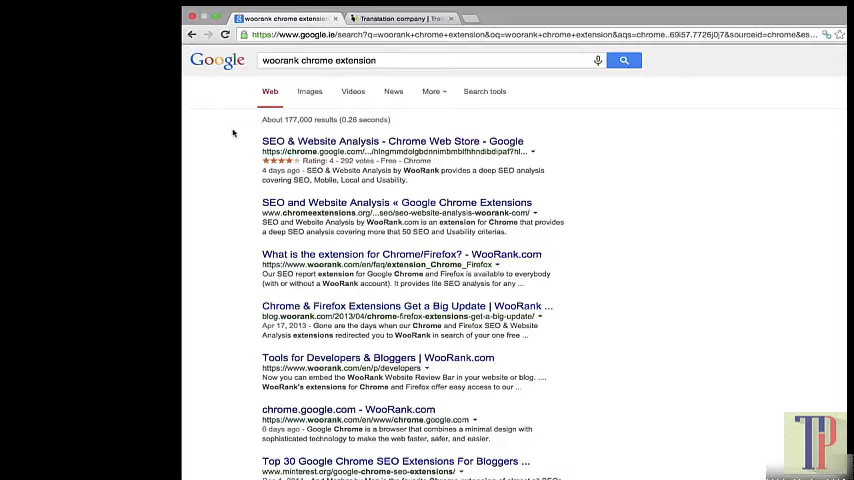 woorank chrome extension
Translation company | Tra
https://www.google.ie/search?q=woorank+chrome+extension&oq=woorank+chrome+extension&aqs=chrome..69i57.7726j0j7&sourceid=chrome&es
Google
woorank chrome extension
Web Images Videos News More Search tools
About 177,000 results (0.26 seconds)
SEO & Website Analysis - Chrome Web Store - Google
Rating: 4 - 292 votes - Free - Chrome
4 days ago - SEO & Website Analysis by WooRank provides a deep SEO analysis
covering SEO, Mobile, Local and Usability.
SEO and Website Analysis « Google Chrome Extensions
www.chromeextensions.org/...seo/seo-website-analysis-woorank-com/
SEO and Website Analysis by WooRank.com is an extension for Chrome that provides
a deep SEO analysis covering more that 50 SEO and Usability criterias.
What is the extension for Chrome/Firefox? - WooRank.com
https://www.woorank.com/en/faq/extension_Chrome_Firefox
Our SEO report extension for Google Chrome and Firefox is available to everybody
(with or without a WooRank account). It provides lite SEO analysis for any ...
Chrome & Firefox Extensions Get a Big Update | WooRank ...
blog.woorank.com/2013/04/chrome-firefox-extensions-get-a-big-update/
Apr 17, 2013 - Gone are the days when our Chrome and Firefox SEO & Website
Analysis extensions redirected you to WooRank in search of your one free ...
Tools for Developers & Bloggers | WooRank.com
https://www.woorank.com/en/p/developers
Now you can embed the WooRank Website Review Bar in your website or blog. ....
WooRank's extensions for Chrome and Firefox offer easy access to our ...
chrome.google.com - WooRank.com
https://www.woorank.com/en/www/chrome.google.com
6 days ago - Google Chrome is a browser that combines a minimal design with
sophisticated technology to make the web faster, safer, and easier.
Top 30 Google Chrome SEO Extensions For Bloggers ...
www.minterest.org/google-chrome-seo-extensions/
TP